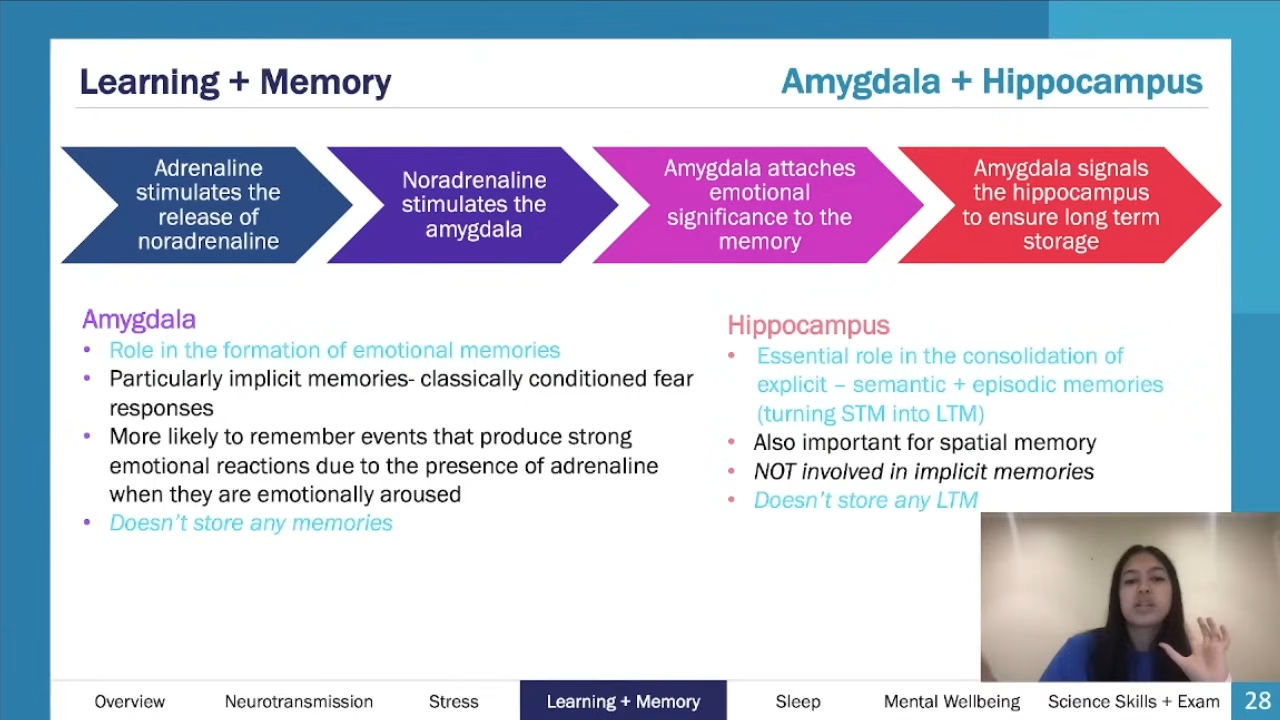 Learning + Memory
Amygdala + Hippocampus
Adrenaline
stimulates the
release of
noradrenaline
Noradrenaline
stimulates the
amygdala
Amygdala attaches
emotional
significance to the
memory
Amygdala signals
the hippocampus
to ensure long term
storage
Amygdala
• Role in the formation of emotional memories
• Particularly implicit memories- classically conditioned fear
responses
• More likely to remember events that produce strong
emotional reactions due to the presence of adrenaline
when they are emotionally aroused
• Doesn't store any memories
Hippocampus
• Essential role in the consolidation of
explicit – semantic + episodic memories
(turning STM into LTM)
• Also important for spatial memory
• NOT involved in implicit memories
• Doesn't store any LTM
Overview Neurotransmission Stress Learning + Memory Sleep Mental Wellbeing Science Skills + Exam 28